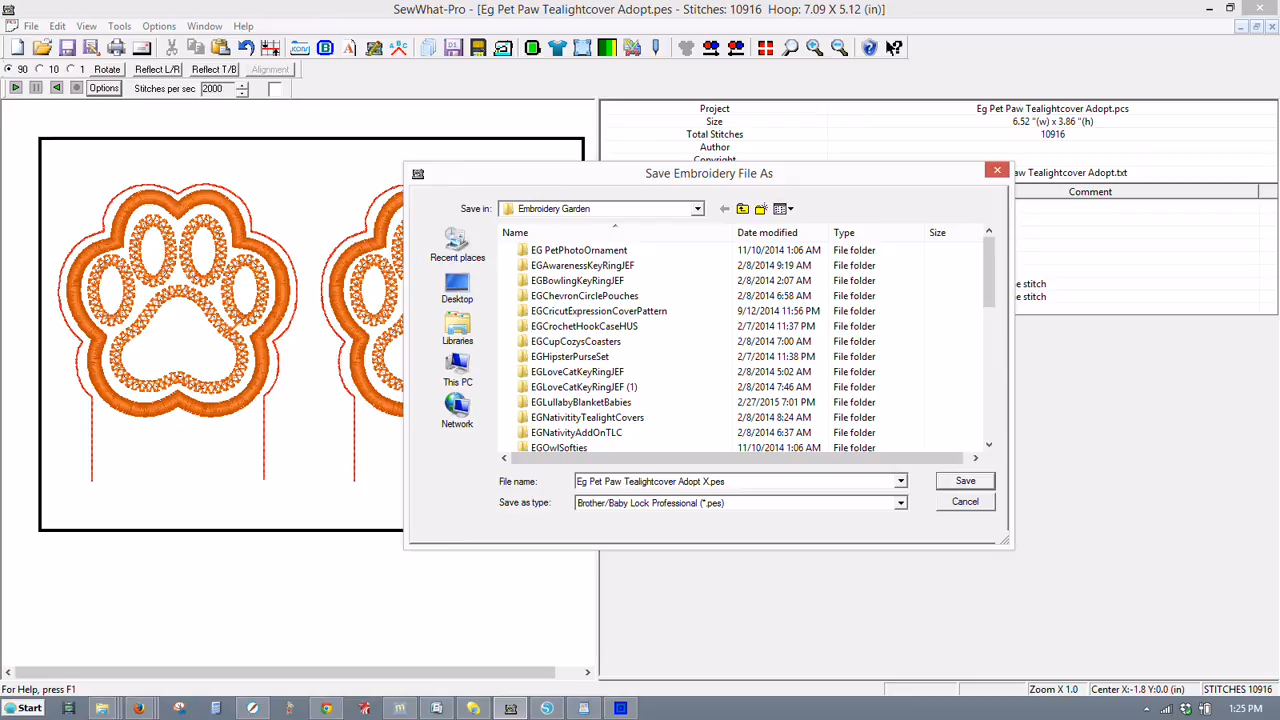 SewWhat-Pro - [Eg Pet Paw Tealightcover Adopt.pes - Stitches: 10916 - Hoop: 7.09 X 5.12 (in)]
File Edit View Tools Options Window Help
90 10 1 Rotate Reflect L/R Reflect T/B Alignment
Options Stitches per sec 2000
Project Eg Pet Paw Tealightcover Adopt.pcs
Size 6.52 "(w) x 3.86 "(h)
Total Stitches 10916
Author
Copyright
Paw Tealightcover Adopt.txt
Comment
e stitch
e stitch
Save Embroidery File As
Save in: Embroidery Garden
Name Date modified Type Size
EG PetPhotoOrnament 11/10/2014 1:06 AM File folder
EGAwarenessKeyRingJEF 2/8/2014 9:19 AM File folder
EGBowlingKeyRingJEF 2/8/2014 2:07 AM File folder
EGChevronCirclePouches 2/8/2014 6:58 AM File folder
EGCricutExpressionCoverPattern 9/12/2014 11:56 PM File folder
EGCrochetHookCaseHUS 2/7/2014 11:37 PM File folder
EGCupCozysCoasters 2/8/2014 7:00 AM File folder
EGHipsterPurseSet 2/7/2014 11:38 PM File folder
EGLoveCatKeyRingJEF 2/8/2014 5:02 AM File folder
EGLoveCatKeyRingJEF (1) 2/8/2014 7:46 AM File folder
EGLullabyBlanketBabies 2/27/2015 7:01 PM File folder
EGNativitityTealightCovers 2/8/2014 8:24 AM File folder
EGNativityAddOnTLC 2/8/2014 6:37 AM File folder
EGOwlSofties 11/10/2014 1:06 AM File folder
Recent places
Desktop
Libraries
This PC
Network
File name: Eg Pet Paw Tealightcover Adopt X.pes Save
Save as type: Brother/Baby Lock Professional (*.pes) Cancel
For Help, press F1 Zoom X 1.0 Center X:-1.8 Y:0.0 (in) STITCHES 10916
Start 1:25 PM